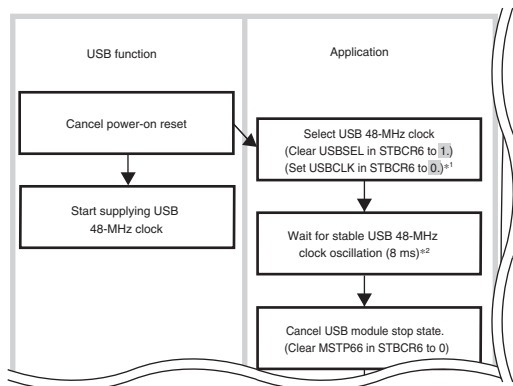 USB function
Application
Cancel power-on reset
Select USB 48-MHz clock
(Clear USBSEL in STBCR6 to 1.)
(Set USBCLK in STBCR6 to 0.)*1
Start supplying USB
48-MHz clock
Wait for stable USB 48-MHz
clock oscillation (8 ms)*2
Cancel USB module stop state.
(Clear MSTP66 in STBCR6 to 0)